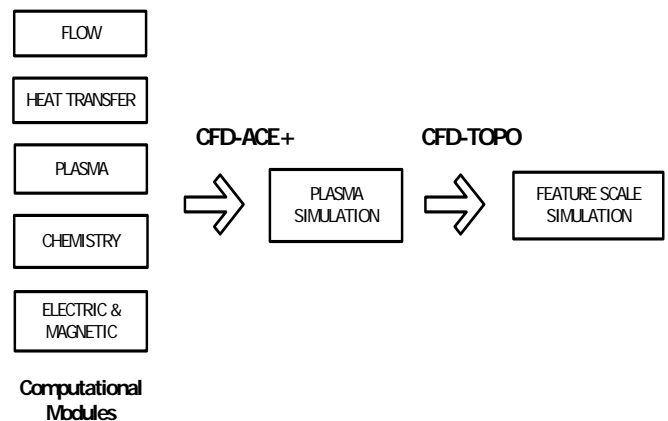 FLOW
HEAT TRANSFER
PLASMA
CHEMISTRY
ELECTRIC &
MAGNETIC
Computational
Modules
CFD-ACE+
PLASMA
SIMULATION
CFD-TOPO
FEATURE SCALE
SIMULATION